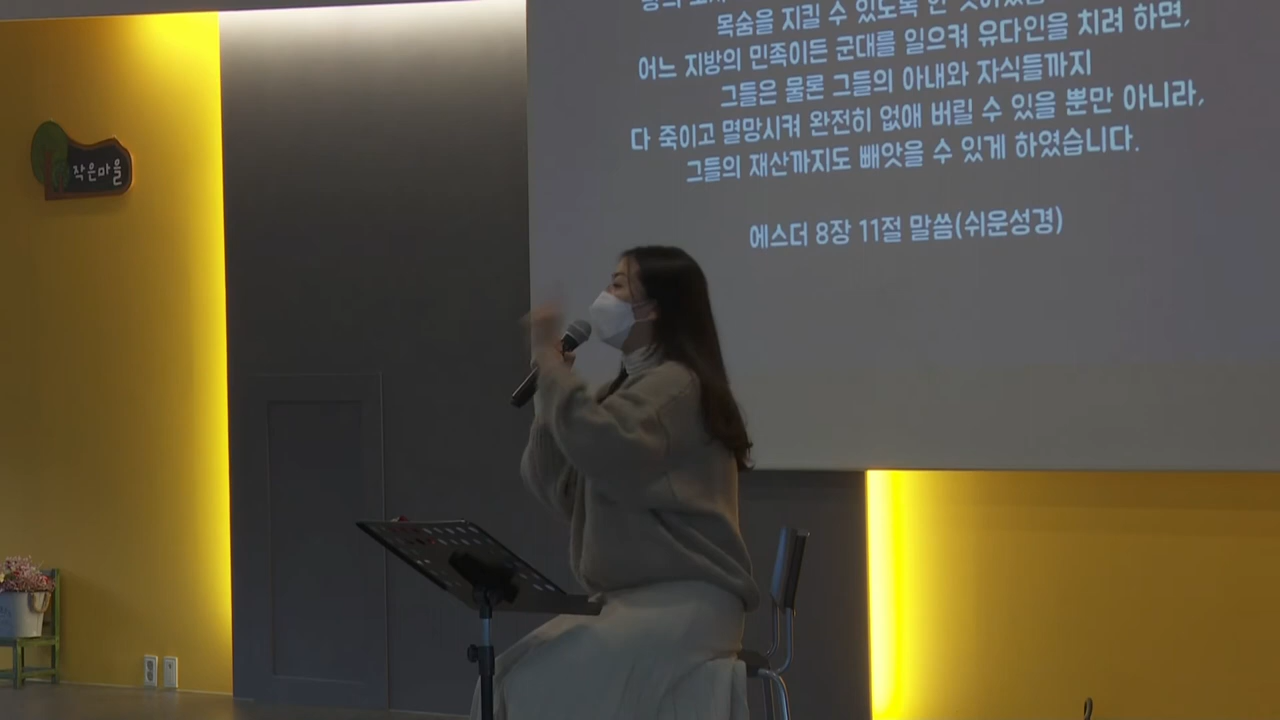 작은마을
목숨을 지킬 수 있도록 한 것이었습
어느 지방의 민족이든 군대를 일으켜 유다인을 치려 하면,
그들은 물론 그들의 아내와 자식들까지
다 죽이고 멸망시켜 완전히 없애 버릴 수 있을 뿐만 아니라,
그들의 재산까지도 빼앗을 수 있게 하였습니다.
에스더 8장 11절 말씀(쉬운성경)